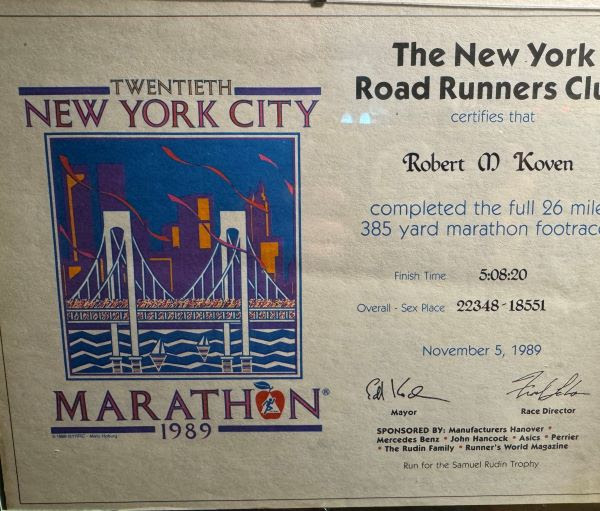 TWENTIETH
NEW YORK CITY
MARATHON®
1989
The New York
Road Runners Clu
certifies that
Robert M Koven
completed the full 26 mile
385 yard marathon footrac
Finish Time 5:08:20
Overall - Sex Place 22348-18551
November 5, 1989
Mayor
Race Director
SPONSORED BY: Manufacturers Hanover •
Mercedes Benz • John Hancock • Asics • Perrier
• The Rudin Family • Runner's World Magazine
Run for the Samuel Rudin Trophy